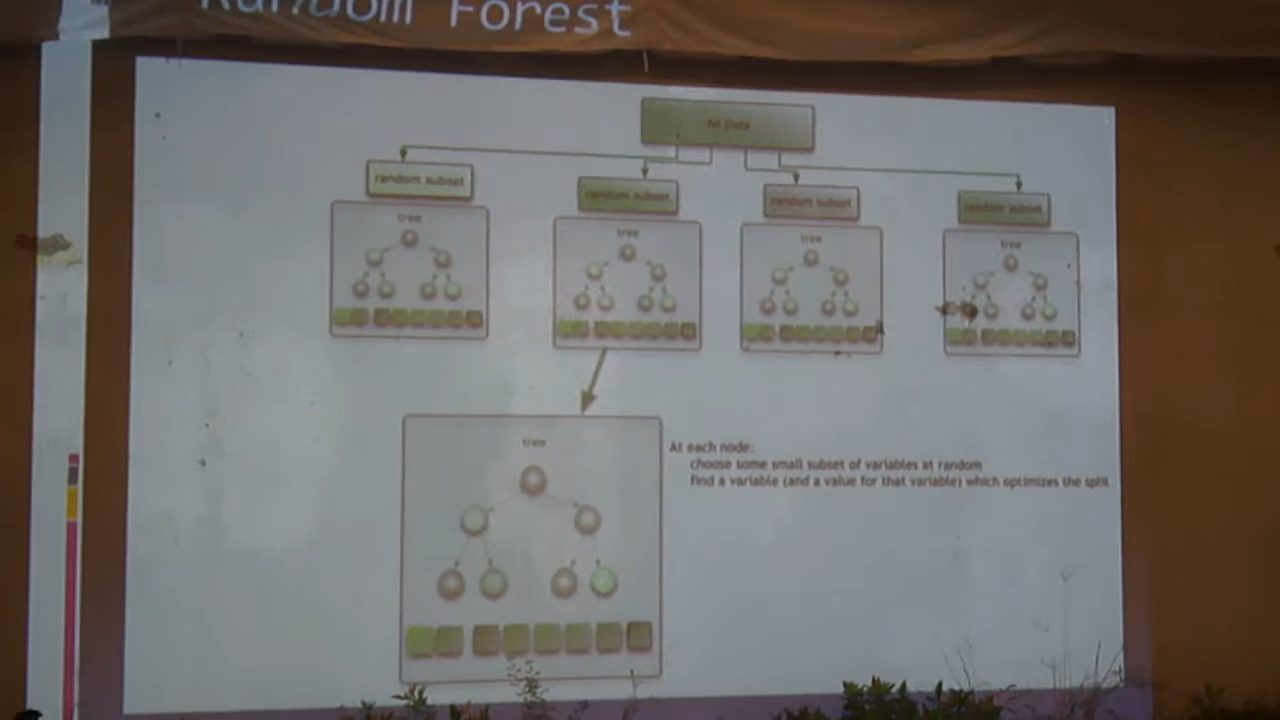 Random Forest
All Data
random subset
random subset
random subset
random subset
tree
tree
tree
tree
tree
At each node:
choose some small subset of variables at random
find a variable (and a value for that variable) which optimizes the split